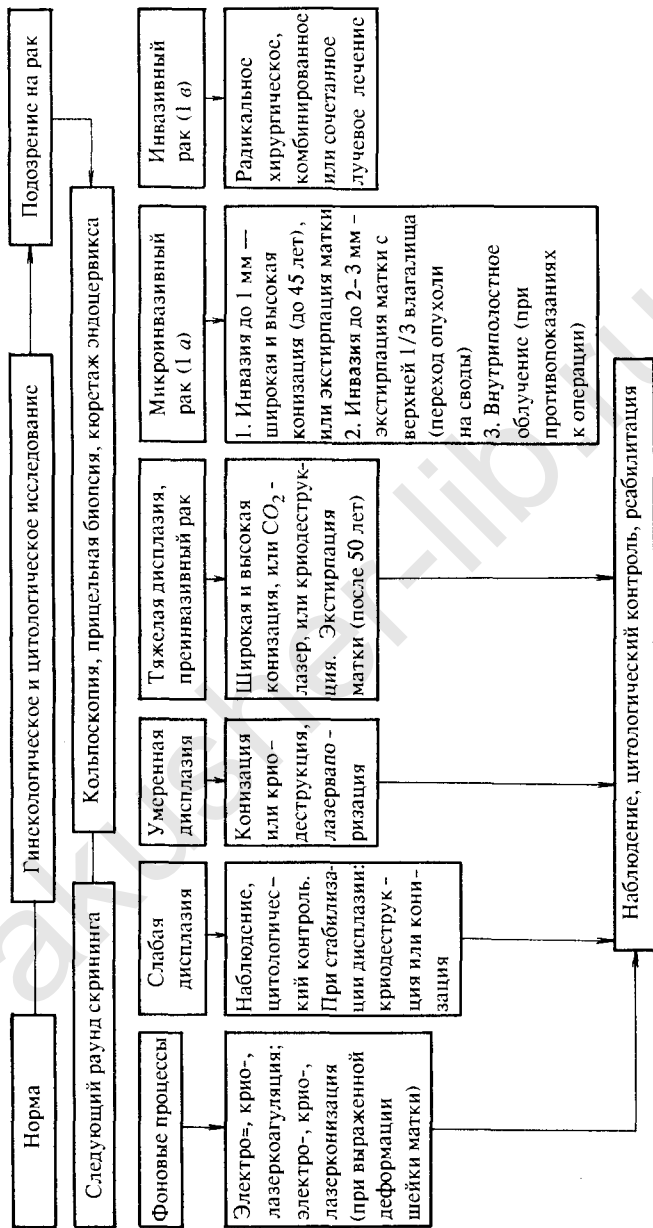 Норма
Гинскологическое и цитологическое исследование
Подозрение на рак
Следующий раунд скрининга
Кольпоскопия, прицельная биопсия, кюретаж эндоцервикса
Фоновые процессы
Слабая
дисплазия
Умеренная
дисплазия
Тяжелая дисплазия,
преинвазивный рак
Микроинвазивный
рак (1 а)
Инвазивный
рак (1 а)
Электро=, крио-,
лазеркоагуляция;
электро-, крио-,
лазерконизация
(при выраженной
деформации
шейки матки)
Наблюдение,
цитологичес-
кий контроль.
При стабилиза-
ции дисплазии:
криодеструк-
ция или кони-
зация
Конизация
или крио-
деструкция,
лазервапо-
ризация
Широкая и высокая
конизация, или CO2-
лазер, или криодеструк-
ция. Экстирпация
матки (после 50 лет)
1. Инвазия до 1 мм —
широкая и высокая
конизация (до 45 лет),
или экстирпация матки
2. Инвазия до 2-3 мм -
экстирпация матки с
верхней 1/3 влагалища
(переход опухоли
на своды)
3. Внутриполостное
облучение (при
противопоказаниях
к операции)
Радикальное
хирургическое,
комбинированное
или сочетанное
лучевое лечение
Наблюдение, цитологический контроль, реабилитация
akusher-lib.ru